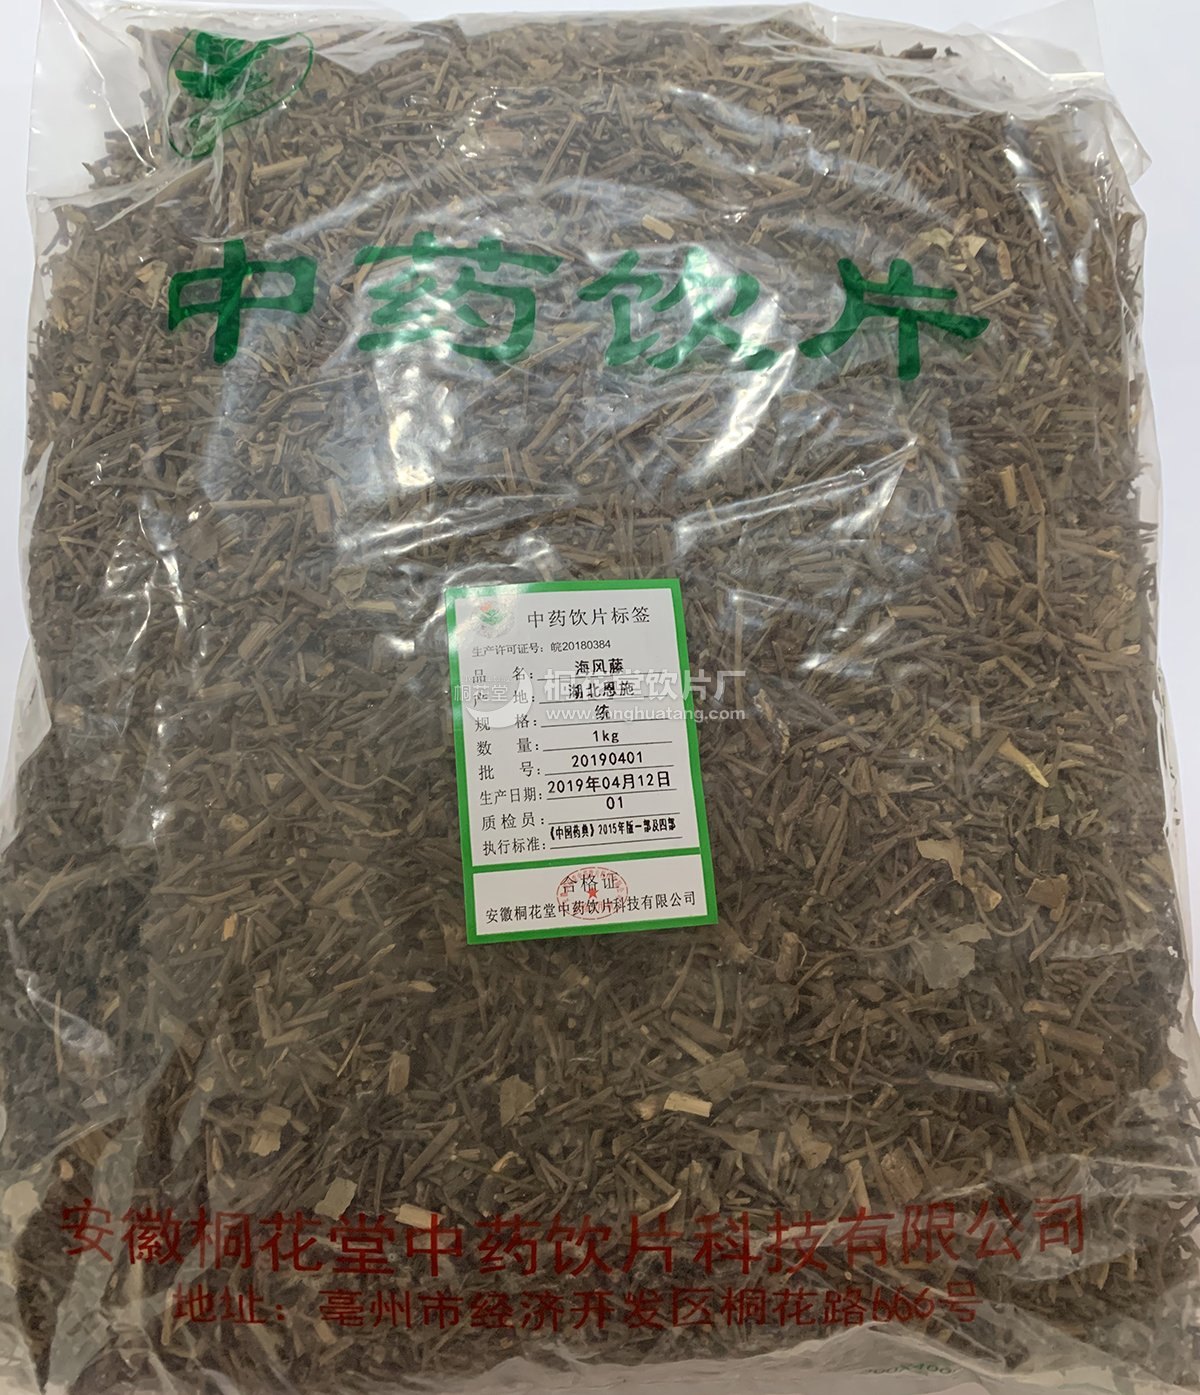 中药饮片
中药饮片标签
生产许可证号：皖20180384
品 名：海风藤
产 地：湖北恩施
规 格：统
数 量：1kg
批 号：20190401
生产日期：2019年04月12日
质检员：01
执行标准：《中国药典》2015年版一部及四部
合格证
安徽桐花堂中药饮片科技有限公司
桐花堂
桐花堂饮片厂
www.tonghuatang.com
安徽桐花堂中药饮片科技有限公司
地址：亳州市经济开发区桐花路666号